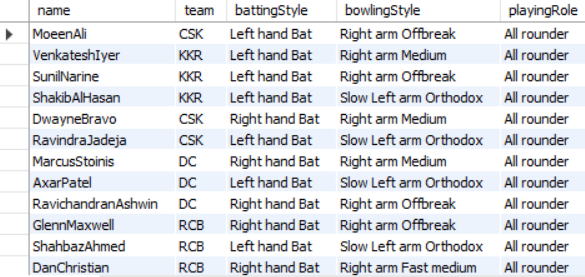 name team battingStyle bowlingStyle playingRole
MoeenAli CSK Left hand Bat Right arm Offbreak All rounder
VenkateshIyer KKR Left hand Bat Right arm Medium All rounder
SunilNarine KKR Left hand Bat Right arm Offbreak All rounder
ShakibAlHasan KKR Left hand Bat Slow Left arm Orthodox All rounder
DwayneBravo CSK Right hand Bat Right arm Medium All rounder
RavindraJadeja CSK Left hand Bat Slow Left arm Orthodox All rounder
MarcusStoinis DC Right hand Bat Right arm Medium All rounder
AxarPatel DC Left hand Bat Slow Left arm Orthodox All rounder
RavichandranAshwin DC Right hand Bat Right arm Offbreak All rounder
GlennMaxwell RCB Right hand Bat Right arm Offbreak All rounder
ShahbazAhmed RCB Left hand Bat Slow Left arm Orthodox All rounder
DanChristian RCB Right hand Bat Right arm Fast medium All rounder